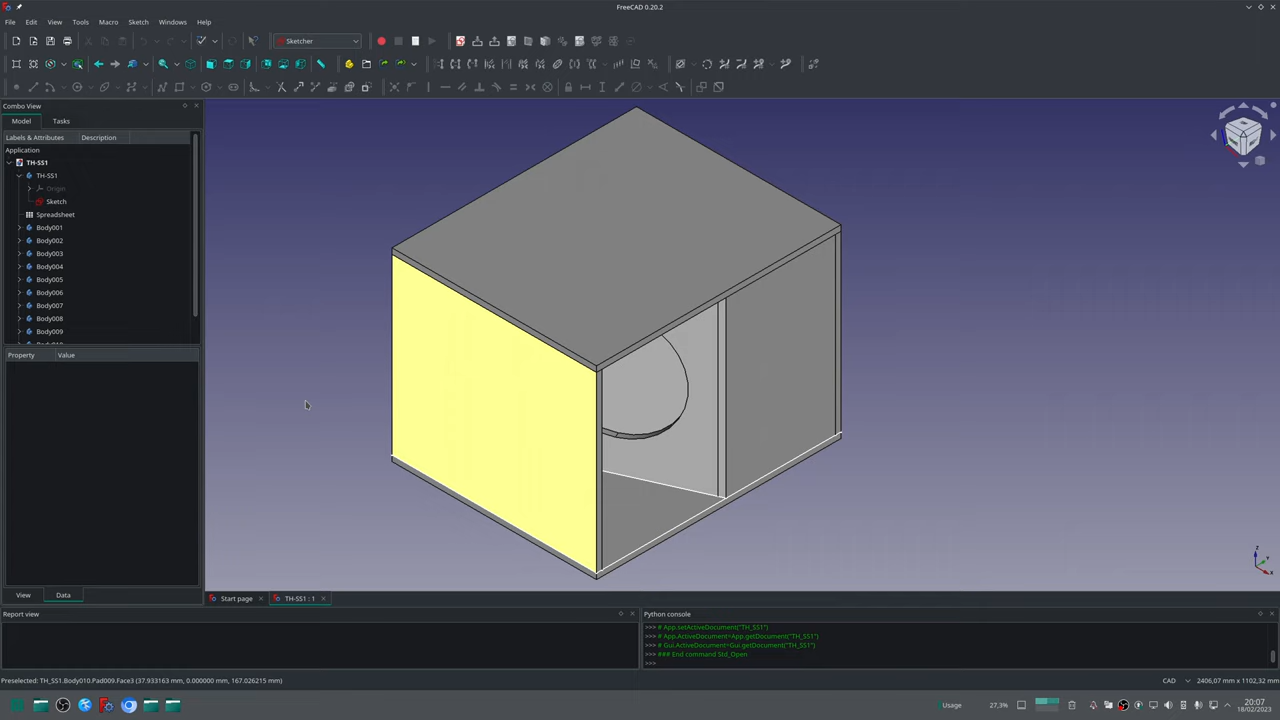 FreeCAD 0.20.2
File Edit View Tools Macro Sketch Windows Help
Sketcher
Combo View
Model Tasks
Labels & Attributes Description
Application
TH-SS1
TH-SS1
Origin
Sketch
Spreadsheet
Body001
Body002
Body003
Body004
Body005
Body006
Body007
Body008
Body009
Property Value
View Data
Start page TH-SS1 : 1
Report view
Python console
>>> # App.setActiveDocument("TH_SS1")
>>> # App.ActiveDocument=App.getDocument("TH_SS1")
>>> # Gui.ActiveDocument=Gui.getDocument("TH_SS1")
>>> ### End command Std_Open
>>>
Preselected: TH_SS1.Body010.Pad009.Face3 (37.933163 mm, 0.000000 mm, 167.026215 mm)
CAD 2406,07 mm x 1102,32 mm
Usage 27,3%
20:07
18/02/2023